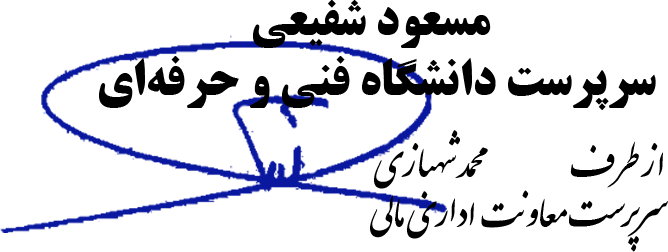 مسعود شفیعی
سرپرست دانشگاه فنی و حرفه‌ای
از طرف محمد شهبازی
سرپرست معاونت اداری مالی